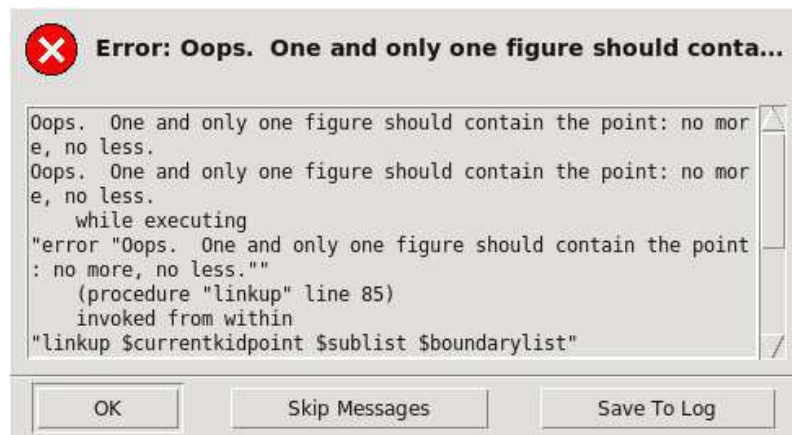 Error: Oops.  One and only one figure should conta...
Oops.  One and only one figure should contain the point: no mor
e, no less.
Oops.  One and only one figure should contain the point: no mor
e, no less.
    while executing
"error "Oops.  One and only one figure should contain the point
: no more, no less.""
    (procedure "linkup" line 85)
    invoked from within
"linkup $currentkidpoint $sublist $boundarylist"
OK
Skip Messages
Save To Log